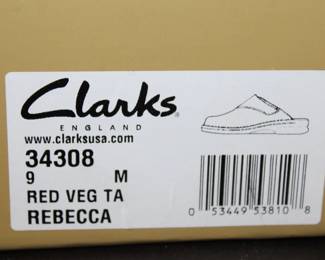 Clarks
ENGLAND
www.clarksusa.com
34308
9 M
RED VEG TA
REBECCA
0 53449 53810 8